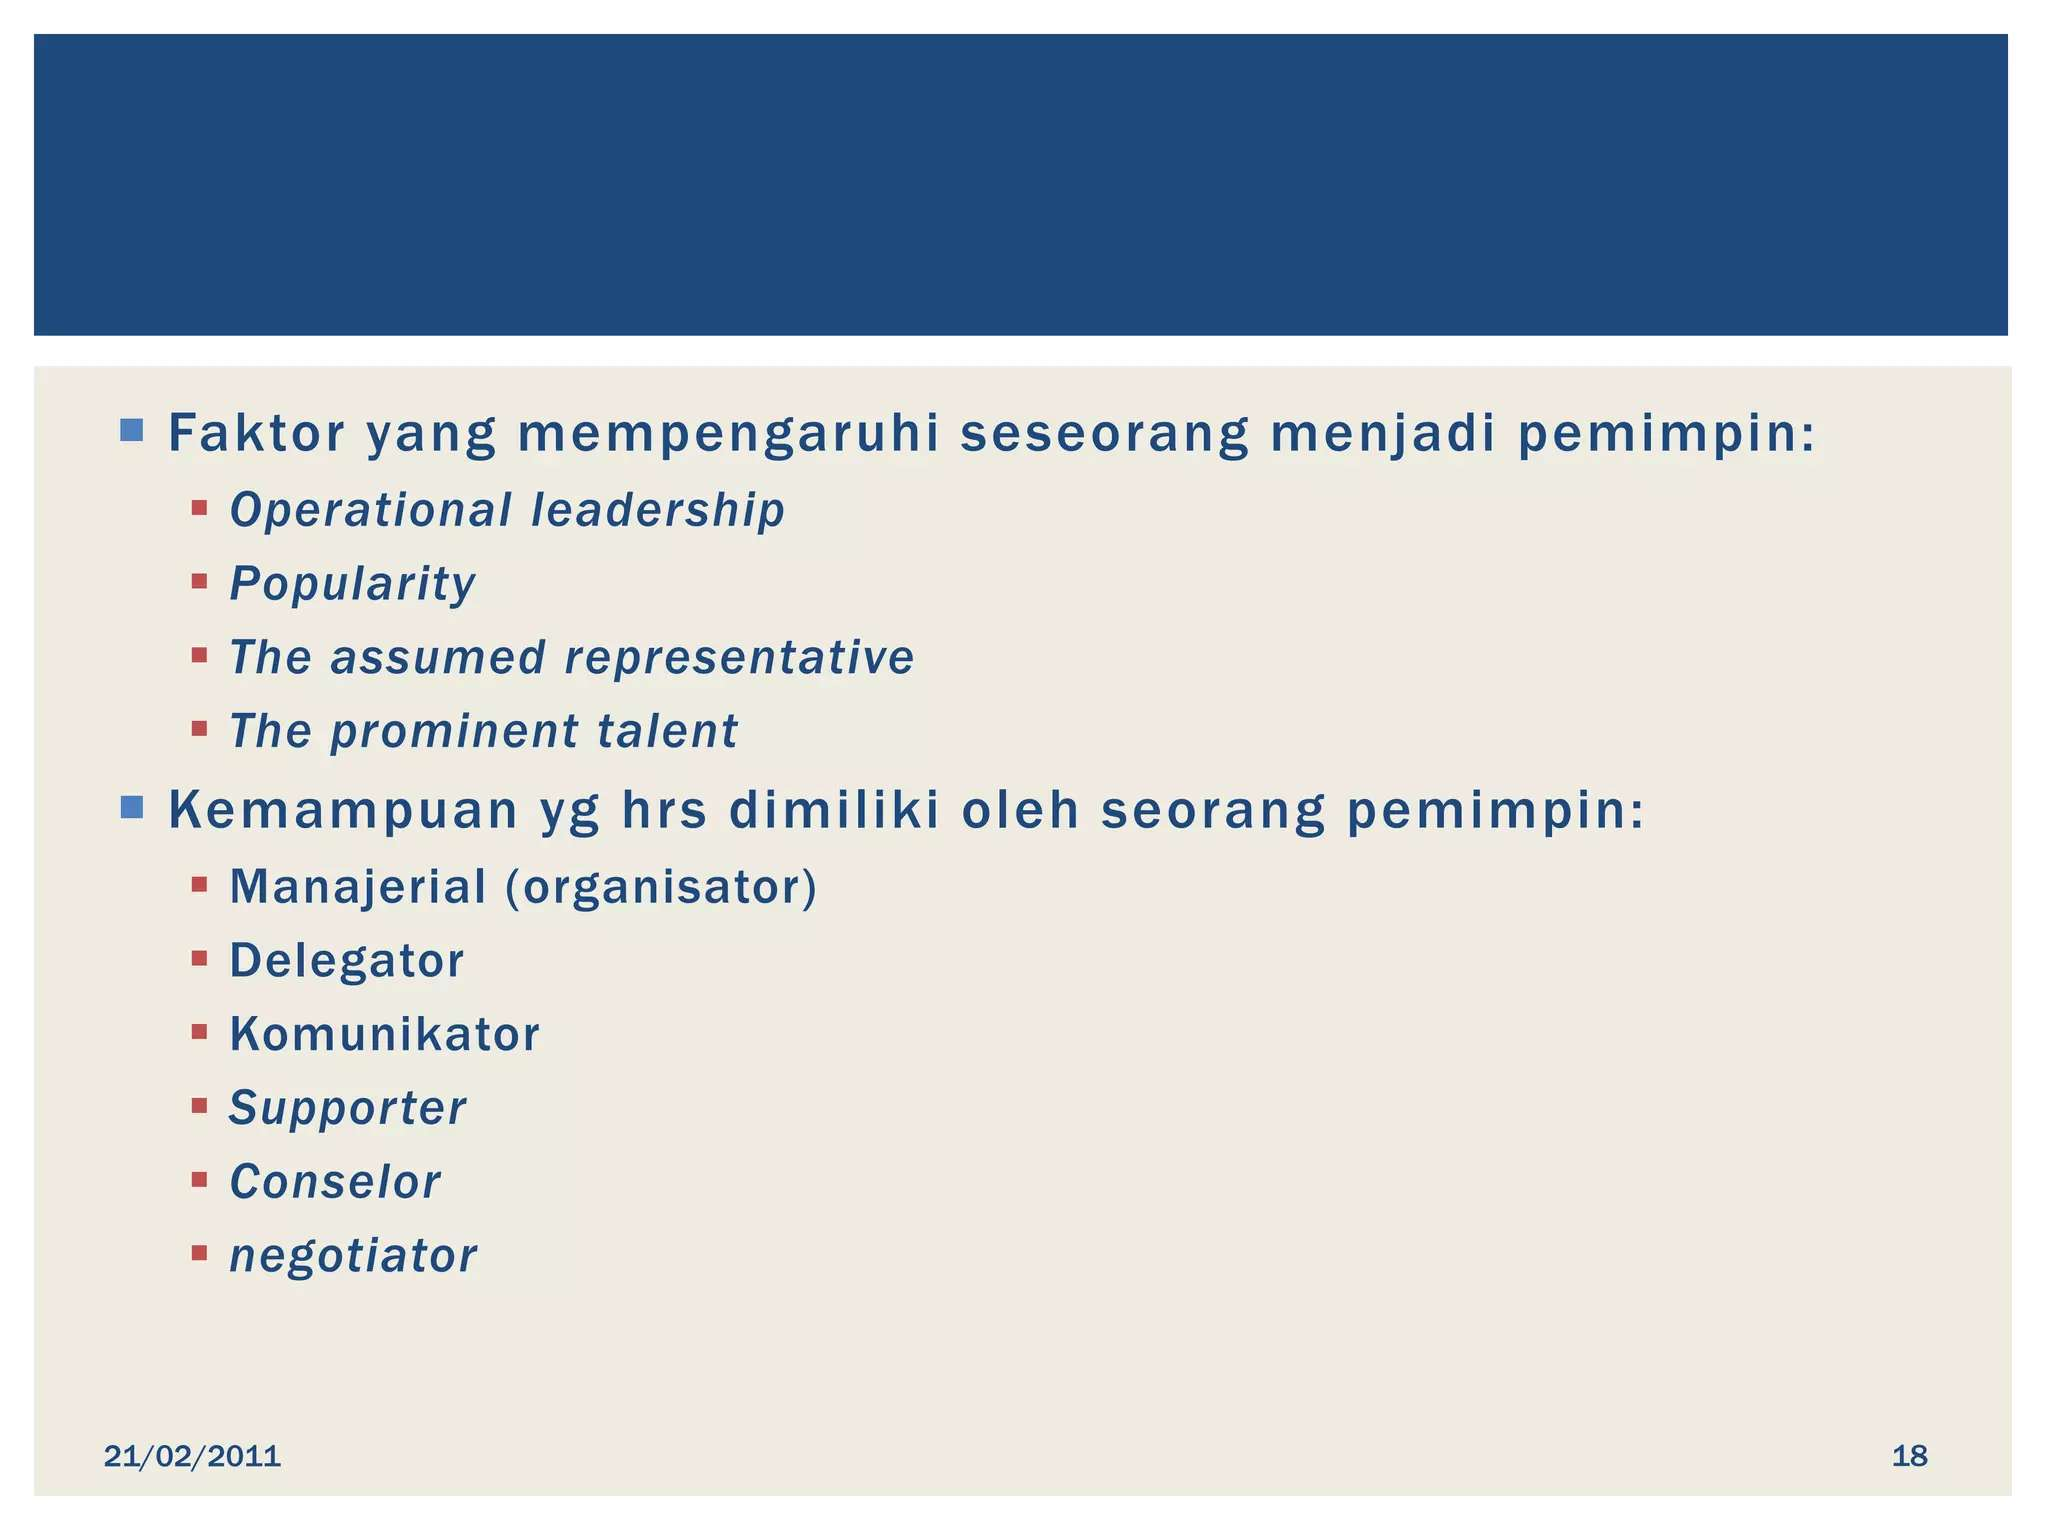 Faktor yang mempengaruhi seseorang menjadi pemimpin:
Operational leadership
Popularity
The assumed representative
The prominent talent
Kemampuan yg hrs dimiliki oleh seorang pemimpin:
Manajerial (organisator)
Delegator
Komunikator
Supporter
Conselor
negotiator
21/02/2011
18